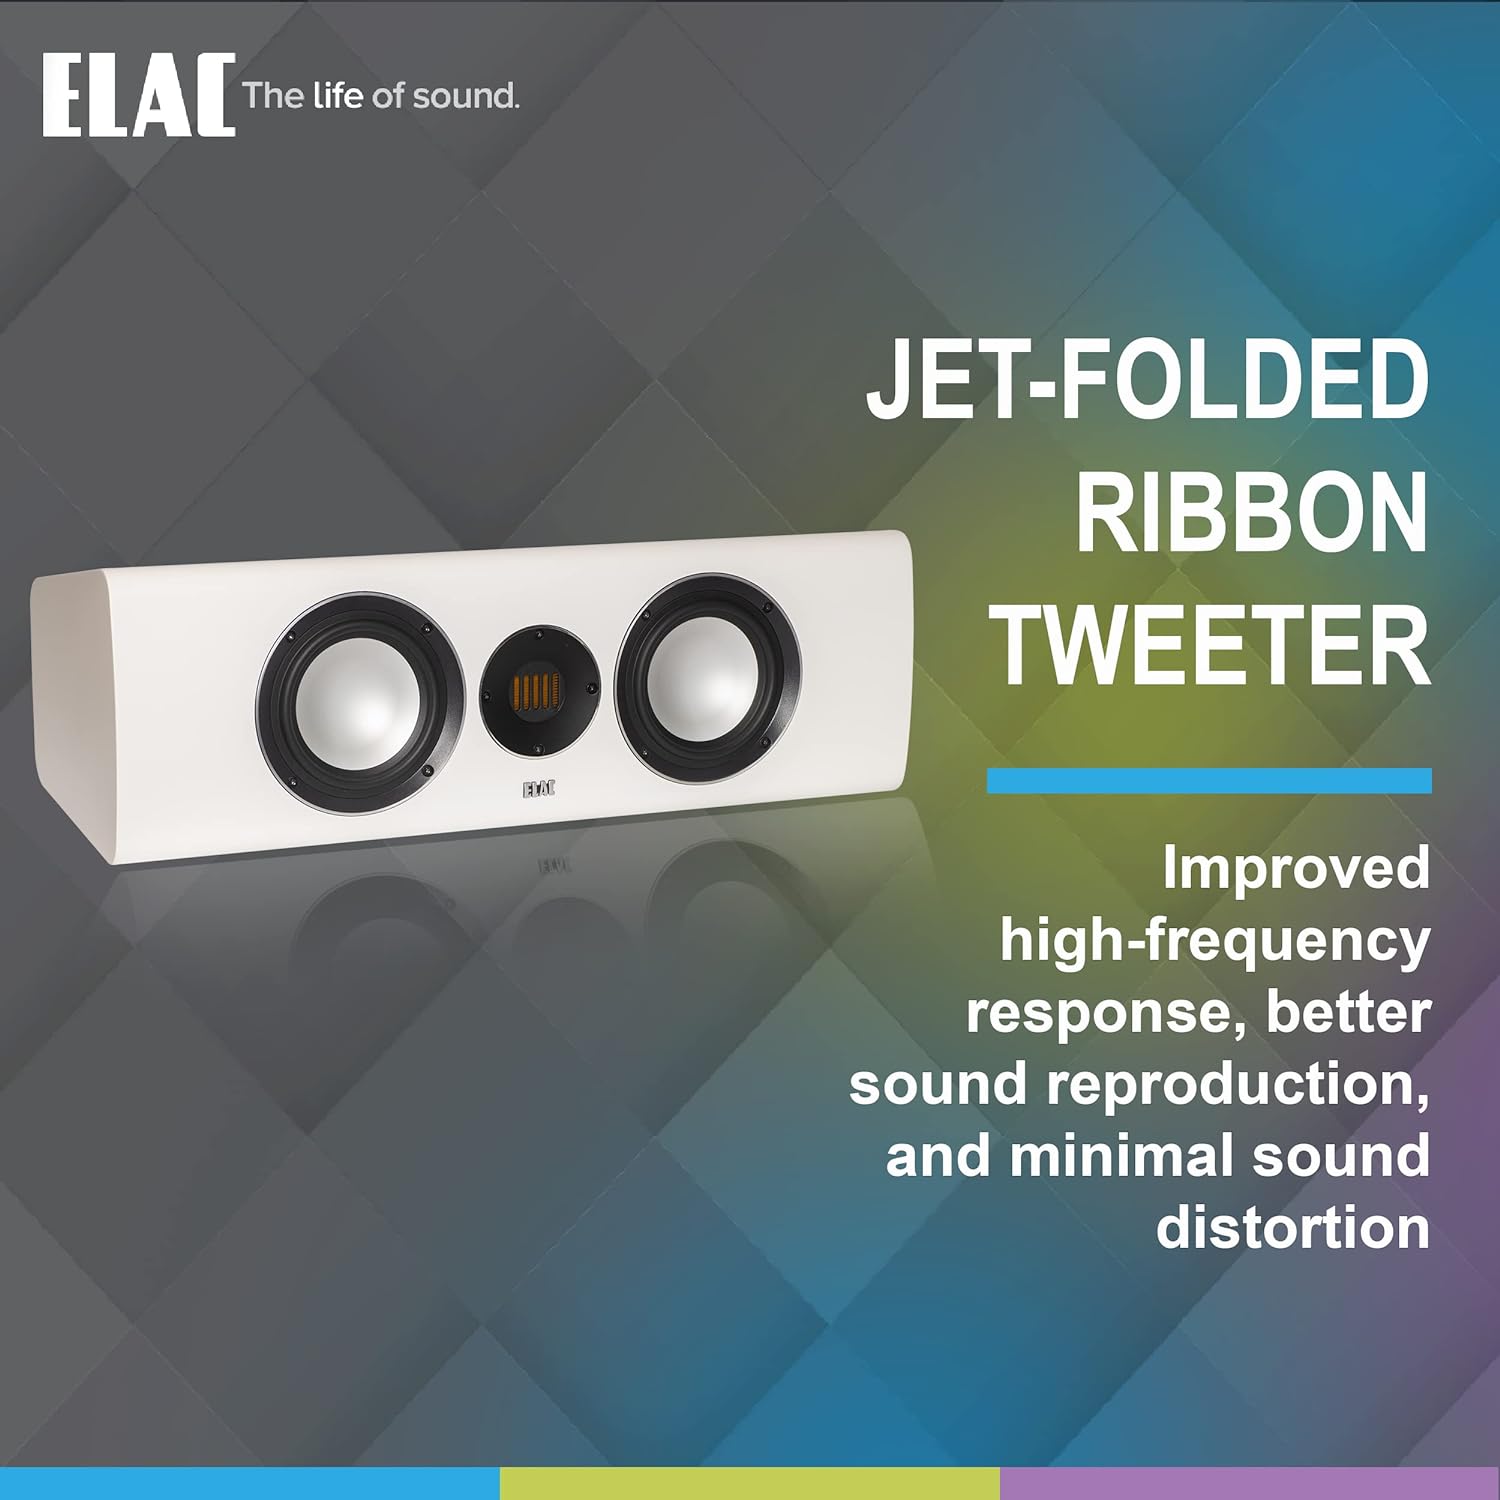 ELAC The life of sound.
JET-FOLDED
RIBBON
TWEETER
ELAC
Improved
high-frequency
response, better
sound reproduction,
and minimal sound
distortion